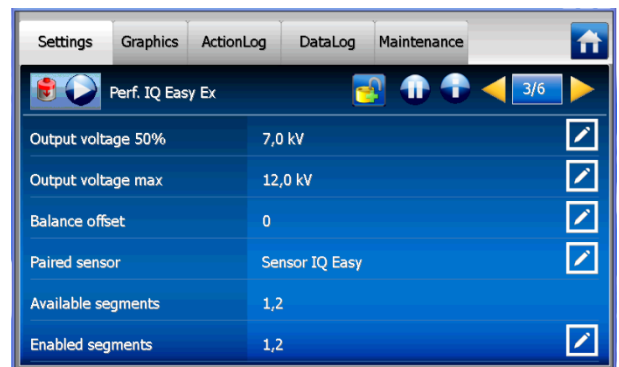 Settings Graphics ActionLog DataLog Maintenance
Perf. IQ Easy Ex 3/6
Output voltage 50% 7,0 kV
Output voltage max 12,0 kV
Balance offset 0
Paired sensor Sensor IQ Easy
Available segments 1,2
Enabled segments 1,2